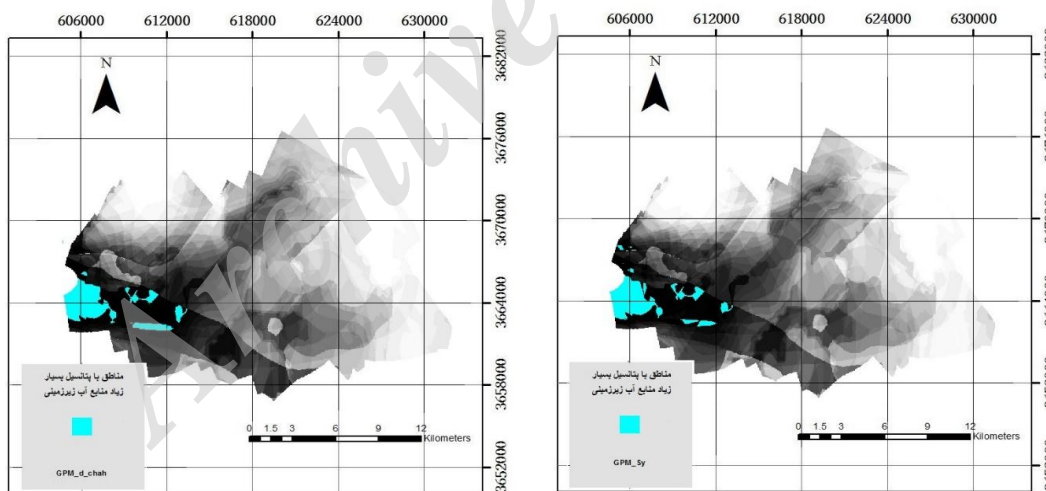 606000 612000 618000 624000 630000
N
3682000
3676000
3670000
3664000
3658000
3652000
مناطق با پتانسیل بسیار
زیاد منابع آب زیرزمینی
GPM_d_chah
0 1.5 3 6 9 12
Kilometers
606000 612000 618000 624000 630000
N
مناطق با پتانسیل بسیار
زیاد منابع آب زیرزمینی
GPM_Sy
0 1.5 3 6 9 12
Kilometers
Archive